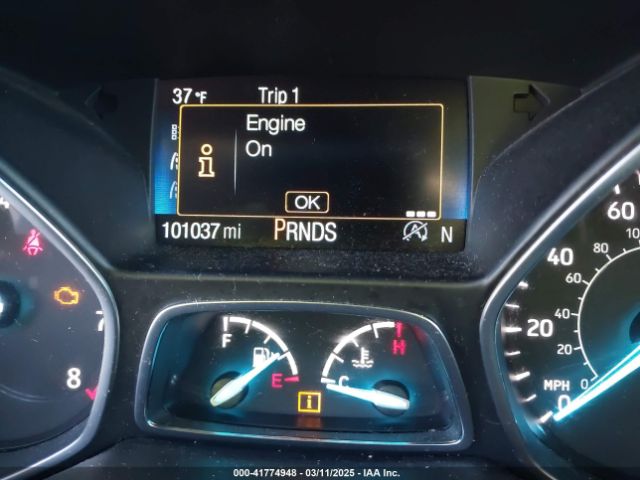 37°F Trip 1
Engine
On
i
OK
101037 mi PRNDS N
F E
C H
i
7
8
MPH 0 20 40 60
0 20 40 60 80
000-41774948 - 03/11/2025 - IAA Inc.